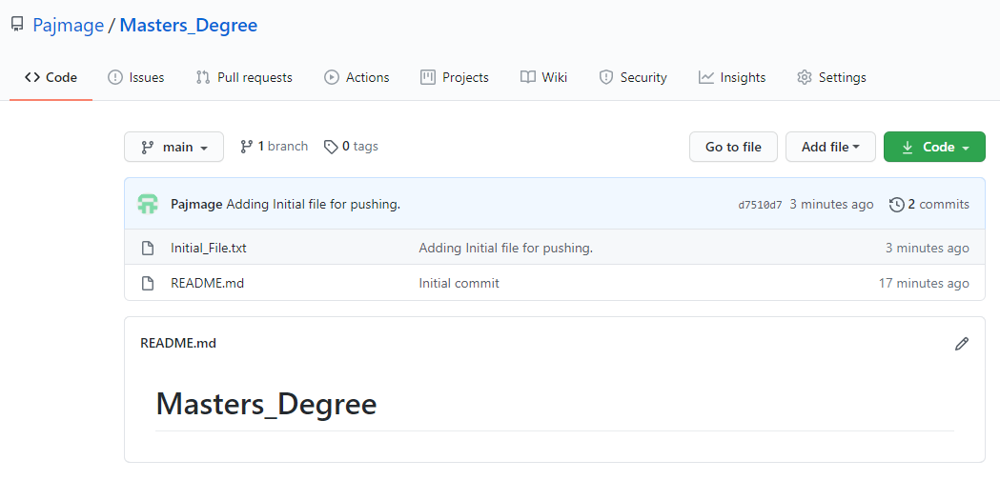 Pajmage / Masters_Degree
Code Issues Pull requests Actions Projects Wiki Security Insights Settings
main 1 branch 0 tags Go to file Add file Code
Pajmage Adding Initial file for pushing. d7510d7 3 minutes ago 2 commits
Initial_File.txt Adding Initial file for pushing. 3 minutes ago
README.md Initial commit 17 minutes ago
README.md
Masters_Degree